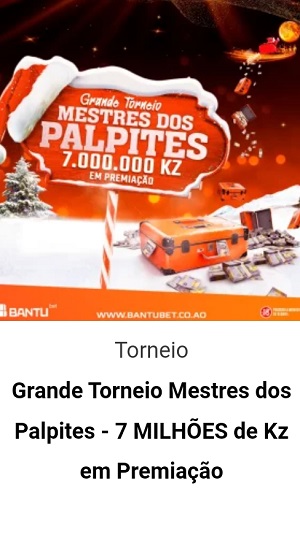 Grande Torneio
MESTRES DOS
PALPITES
7.000.000 KZ
EM PREMIAÇÃO
BANTU bet
WWW.BANTUBET.CO.AO
Torneio
Grande Torneio Mestres dos
Palpites - 7 MILHÕES de Kz
em Premiação